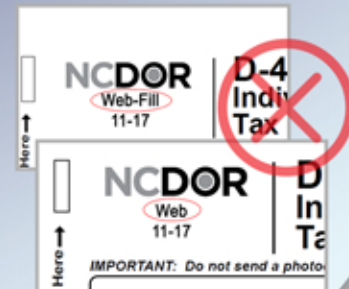 NCDOR
Web-Fill
11-17
D-4
Indi
Tax
Here
NCDOR
Web
11-17
D
In
Ta
Here
IMPORTANT: Do not send a photo